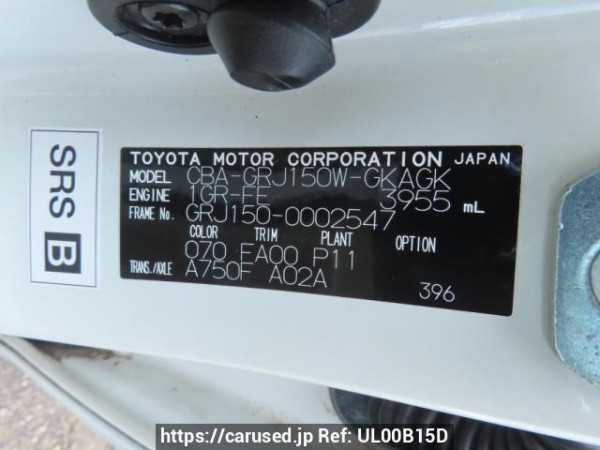 SRS B
TOYOTA MOTOR CORPORATION JAPAN
MODEL CBA-GRJ150W-GKAGK
ENGINE 1GR-FE 3955 mL
FRAME No. GRJ150-0002547
COLOR TRIM PLANT OPTION
070 FA00 P11
TRANS./AXLE A750F A02A
396
https://carused.jp Ref: UL00B15D